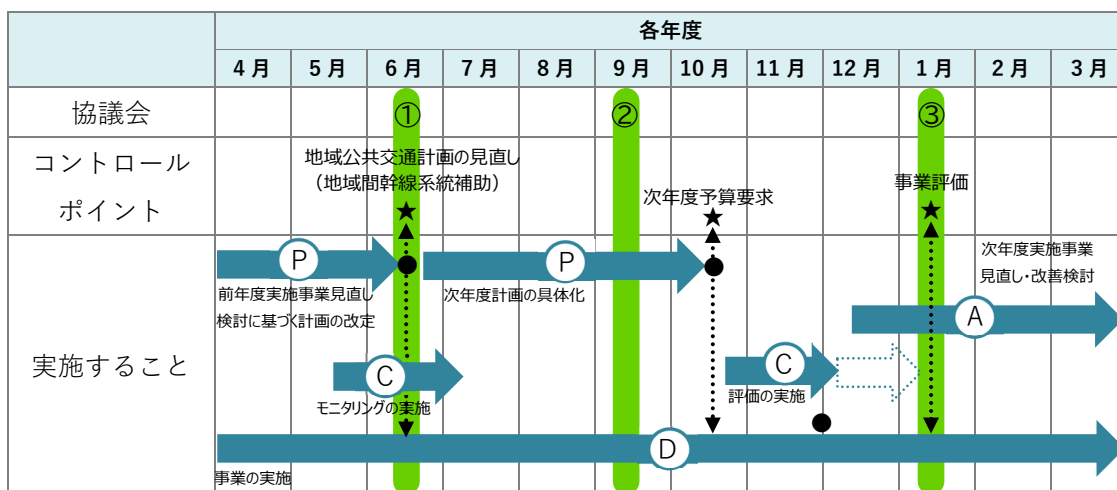 各年度
4月 5月 6月 7月 8月 9月 10月 11月 12月 1月 2月 3月
協議会
① ② ③
コントロール
ポイント
地域公共交通計画の見直し
（地域間幹線系統補助）
★
次年度予算要求
★
事業評価
★
実施すること
P
前年度実施事業見直し
検討に基づく計画の改定
P
次年度計画の具体化
次年度実施事業
見直し・改善検討
A
C
モニタリングの実施
C
評価の実施
D
事業の実施